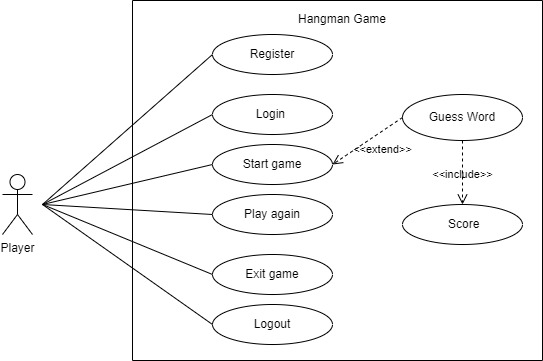 Hangman Game
Register
Login
Guess Word
<<extend>>
Start game
<<include>>
Play again
Score
Player
Exit game
Logout